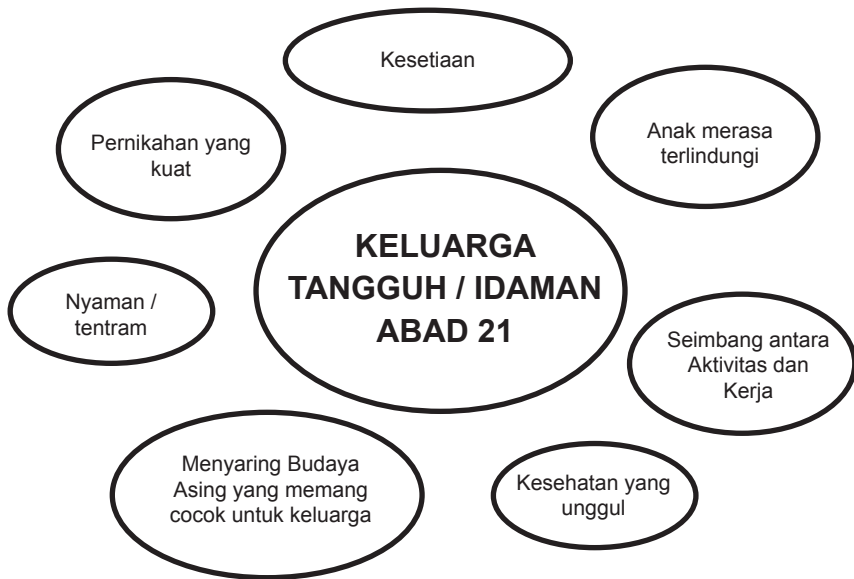 Kesetiaan
Pernikahan yang
kuat
Anak merasa
terlindungi
KELUARGA
TANGGUH / IDAMAN
ABAD 21
Nyaman /
tentram
Seimbang antara
Aktivitas dan
Kerja
Menyaring Budaya
Asing yang memang
cocok untuk keluarga
Kesehatan yang
unggul